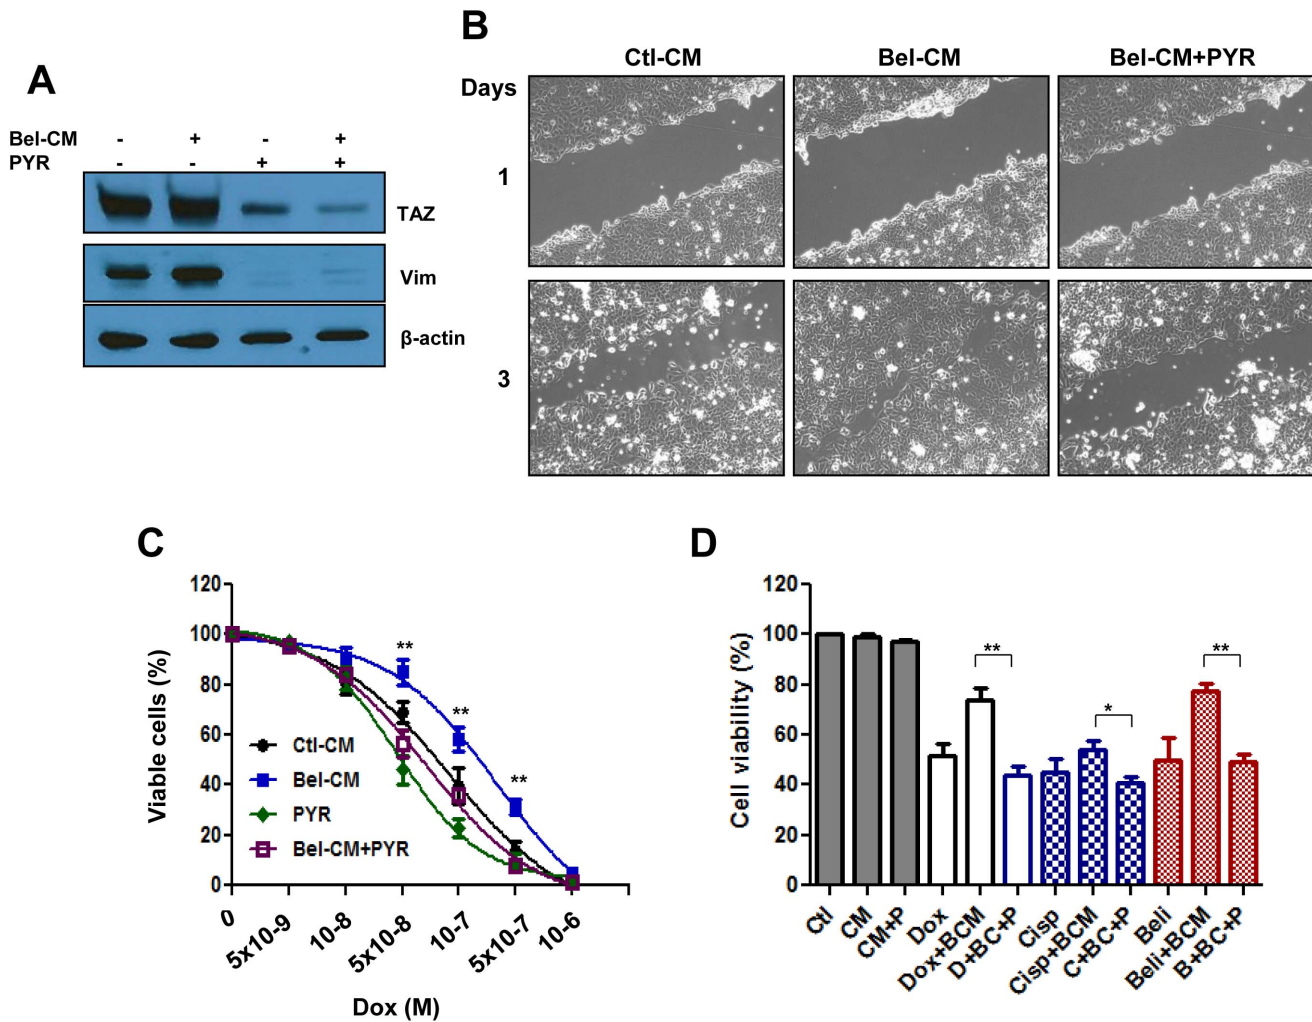 A
Bel-CM - + - +
PYR - - + +
TAZ
Vim
β-actin
B
Ctl-CM Bel-CM Bel-CM+PYR
Days
1
3
C
120
100
80
60
40
20
0
Viable cells (%)
** ** **
Ctl-CM
Bel-CM
PYR
Bel-CM+PYR
0 5x10-9 10-8 5x10-8 10-7 5x10-7 10-6
Dox (M)
D
120
100
80
60
40
20
0
Cell viability (%)
** * **
Ctl CM CM+P Dox Dox+BCM D+BC+P Cisp Cisp+BCM C+BC+P Beli Beli+BCM B+BC+P